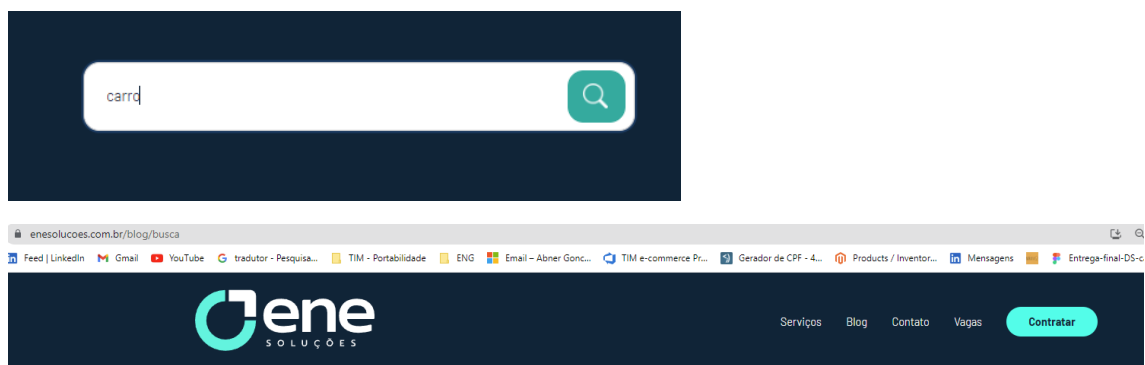 carro
enesolucoes.com.br/blog/busca
in Feed | LinkedIn M Gmail YouTube G tradutor - Pesquisa... TIM - Portabilidade ENG Email – Abner Gonc... TIM e-commerce Pr... Gerador de CPF - 4... Products / Inventor... in Mensagens Entrega-final-DS-c
ene
SOLUÇÕES
Serviços Blog Contato Vagas Contratar